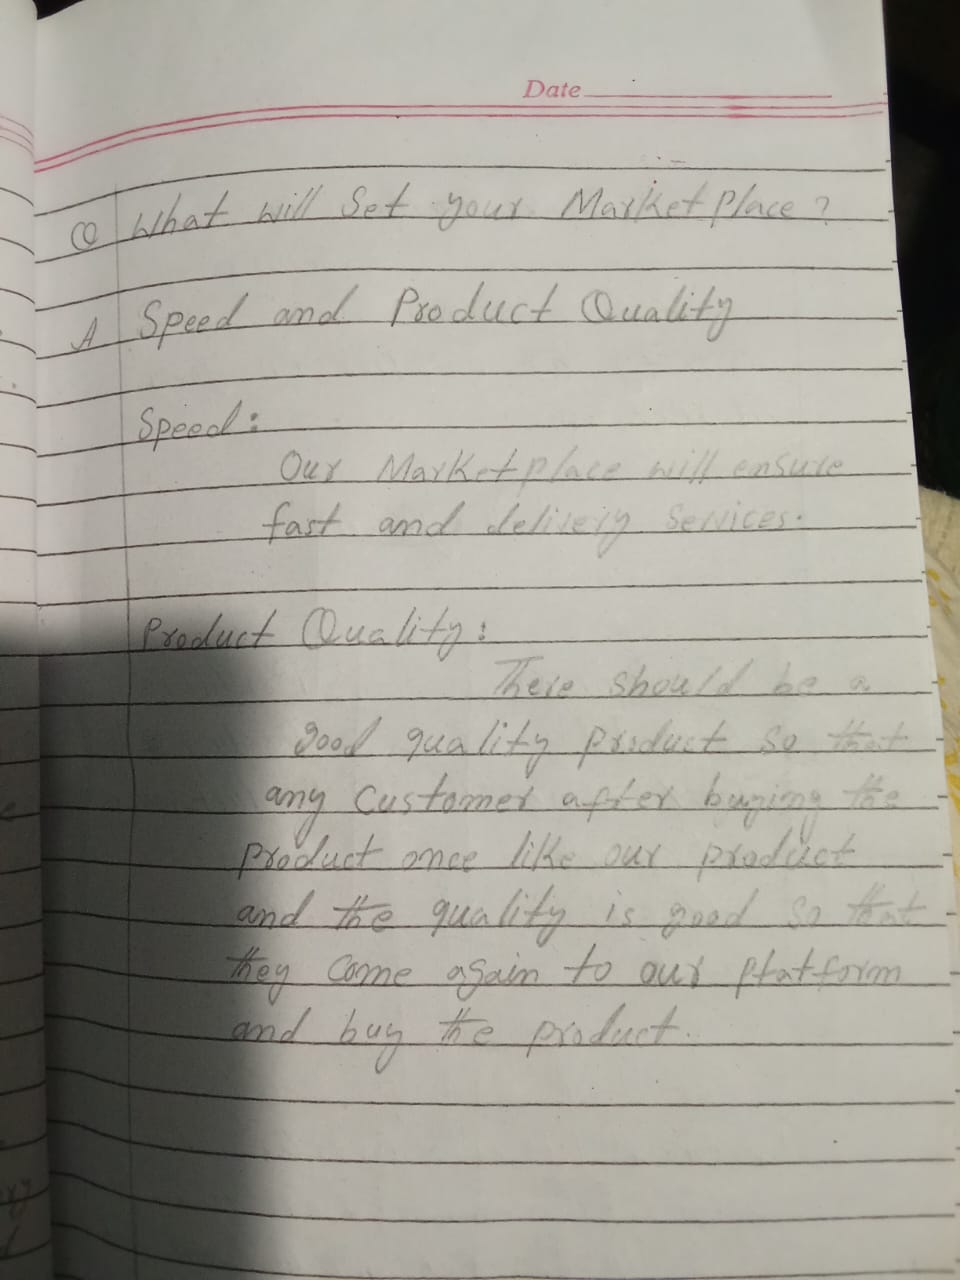 Date
Q What will Set your Market Place?
A Speed and Product Quality
Speed:
Our Marketplace will ensure
fast and delivery Services.
Product Quality:
There should be a
good quality product so that
any Customer after buying the
product once like our product
and the quality is good so that
they come again to our platform
and buy the product.